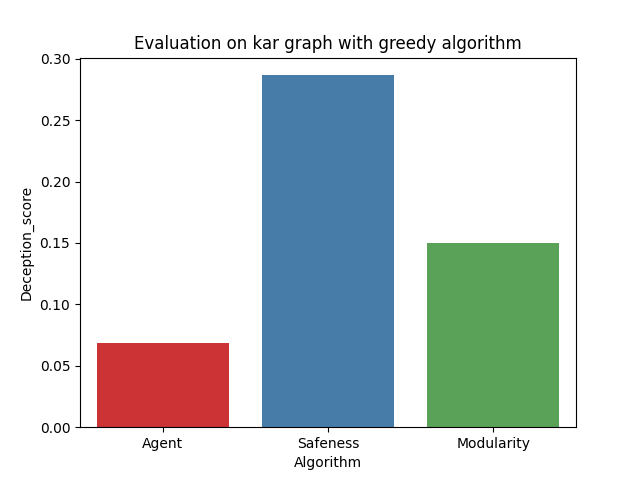 Evaluation on kar graph with greedy algorithm
0.30
0.25
0.20
0.15
0.10
0.05
0.00
Deception_score
Agent
Safeness
Modularity
Algorithm